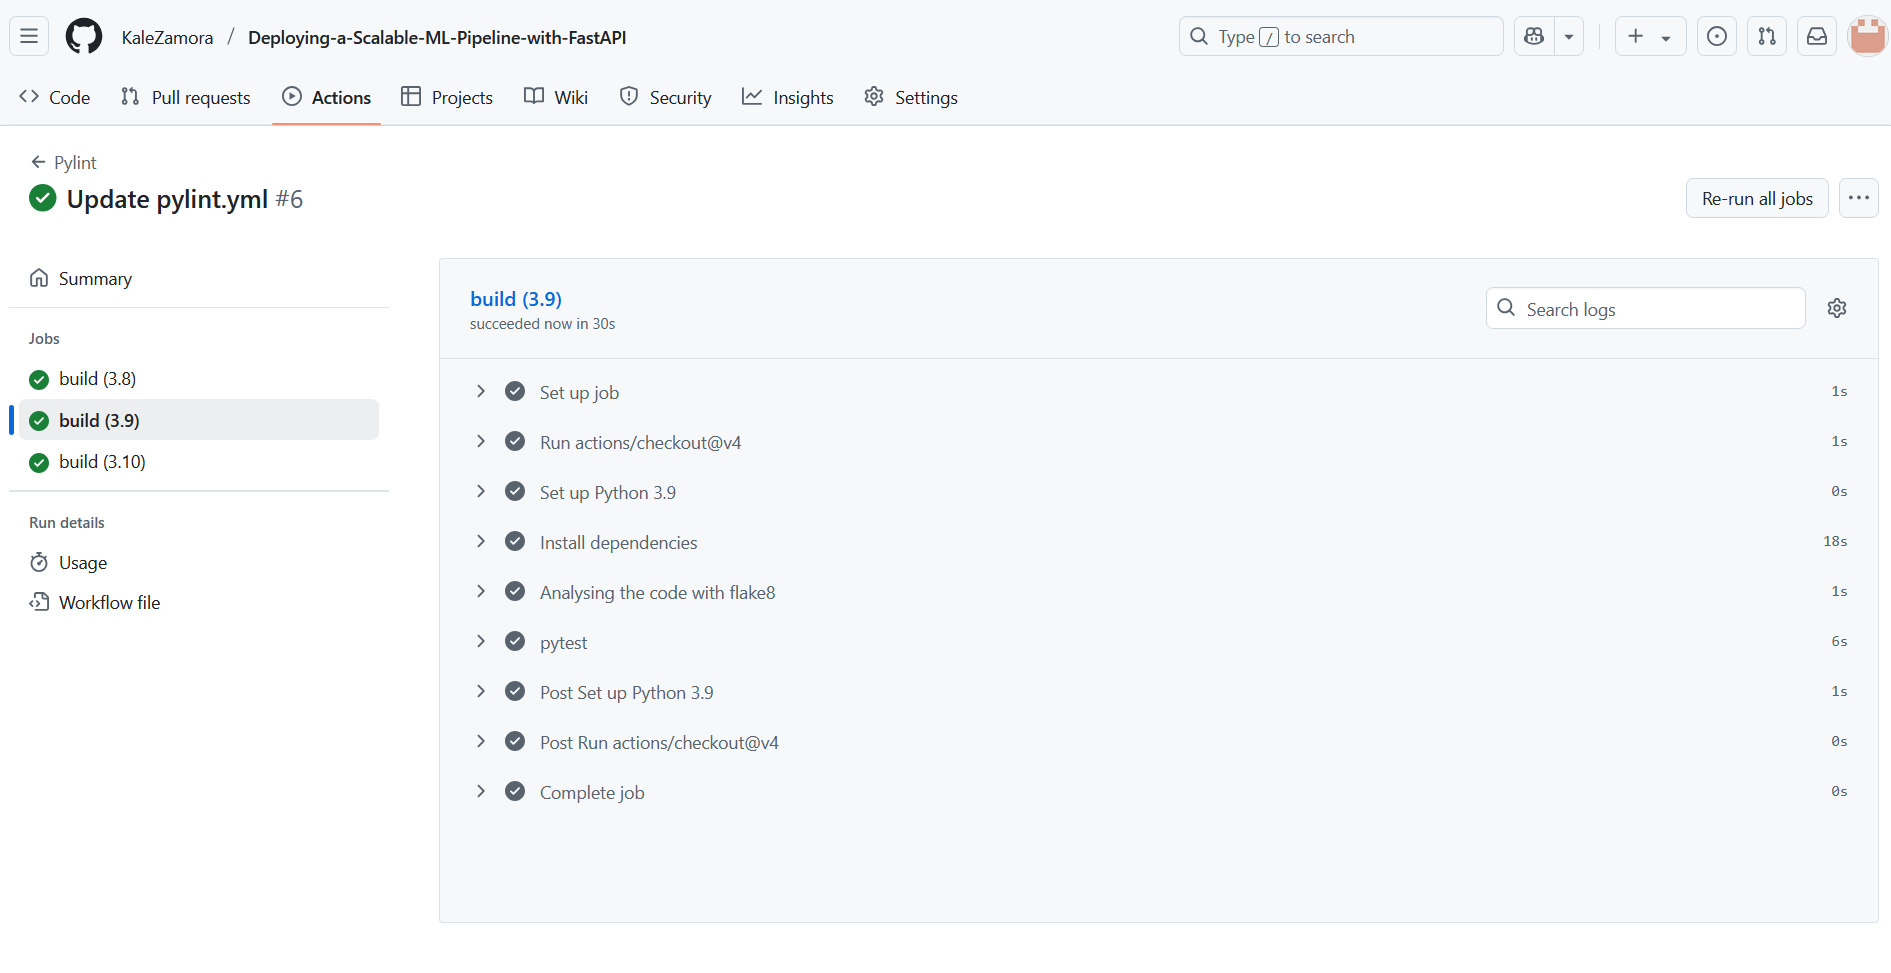 KaleZamora / Deploying-a-Scalable-ML-Pipeline-with-FastAPI
Type / to search
Code
Pull requests
Actions
Projects
Wiki
Security
Insights
Settings
Pylint
Update pylint.yml #6
Re-run all jobs
Summary
Jobs
build (3.8)
build (3.9)
build (3.10)
Run details
Usage
Workflow file
build (3.9)
succeeded now in 30s
Search logs
Set up job 1s
Run actions/checkout@v4 1s
Set up Python 3.9 0s
Install dependencies 18s
Analysing the code with flake8 1s
pytest 6s
Post Set up Python 3.9 1s
Post Run actions/checkout@v4 0s
Complete job 0s